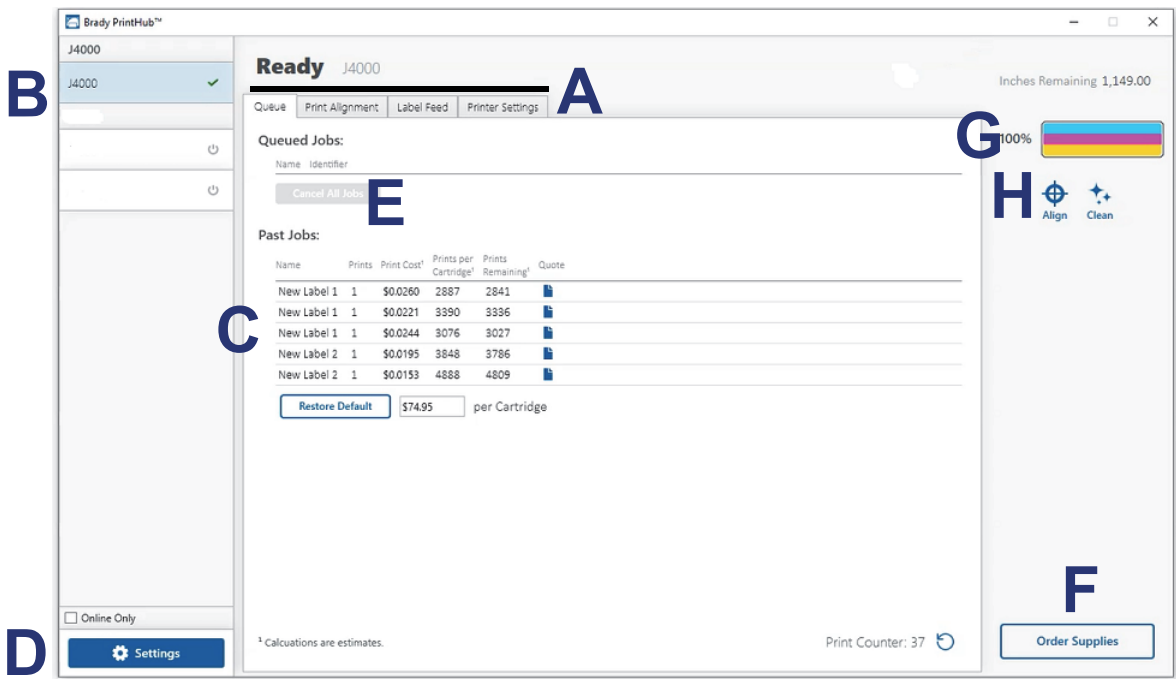 Brady PrintHub™
J4000
B
J4000
Online Only
D
Settings
Ready J4000
A
Queue Print Alignment Label Feed Printer Settings
Queued Jobs:
Name Identifier
Cancel All Jobs
E
Past Jobs:
Name Prints Print Cost¹ Prints per Cartridge¹ Prints Remaining¹ Quote
C
New Label 1 1 $0.0260 2887 2841
New Label 1 1 $0.0221 3390 3336
New Label 1 1 $0.0244 3076 3027
New Label 2 1 $0.0195 3848 3786
New Label 2 1 $0.0153 4888 4809
Restore Default $74.95 per Cartridge
¹ Calcuations are estimates.
Print Counter: 37
Inches Remaining 1,149.00
G
100%
H
Align Clean
F
Order Supplies